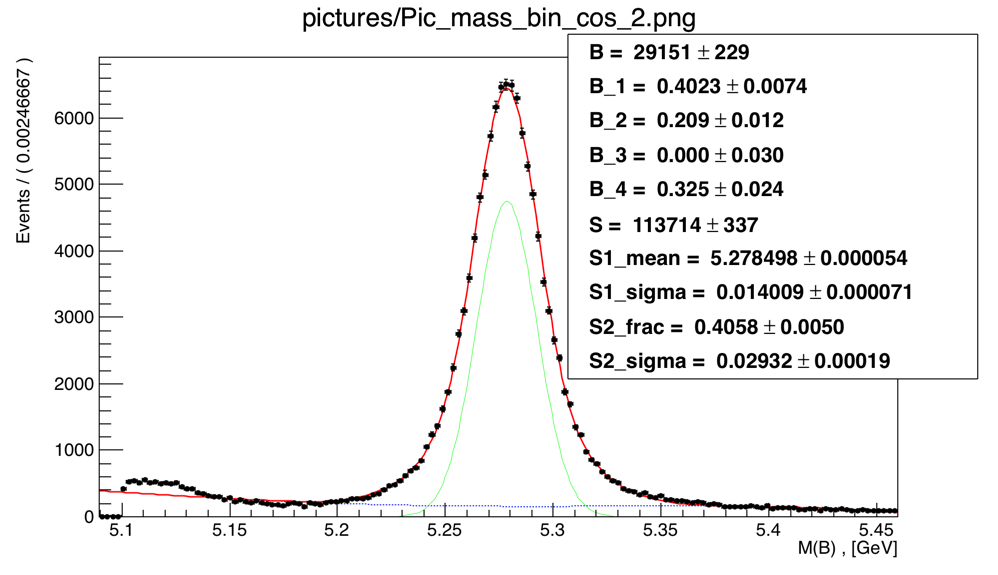 pictures/Pic_mass_bin_cos_2.png
B = 29151 ± 229
B_1 = 0.4023 ± 0.0074
B_2 = 0.209 ± 0.012
B_3 = 0.000 ± 0.030
B_4 = 0.325 ± 0.024
S = 113714 ± 337
S1_mean = 5.278498 ± 0.000054
S1_sigma = 0.014009 ± 0.000071
S2_frac = 0.4058 ± 0.0050
S2_sigma = 0.02932 ± 0.00019
Events / ( 0.00246667 )
6000
5000
4000
3000
2000
1000
0
5.1 5.15 5.2 5.25 5.3 5.35 5.4 5.45
M(B) , [GeV]